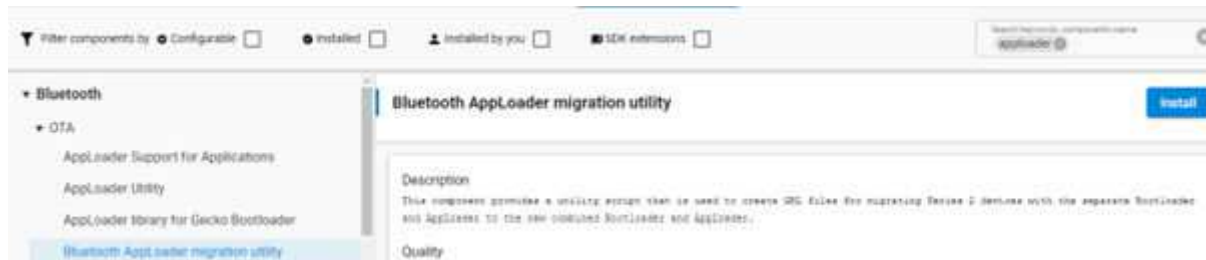 Filter components by Configurable Installed Installed by you SDK extensions
Search keywords, component's name
apploader
Bluetooth
OTA
AppLoader Support for Applications
AppLoader Utility
AppLoader library for Gecko Bootloader
Bluetooth AppLoader migration utility
Bluetooth AppLoader migration utility
Install
Description
This component provides a utility script that is used to create GBL files for migrating Series 2 devices with the separate Bootloader
and AppLoader to the new combined Bootloader and AppLoader.
Quality